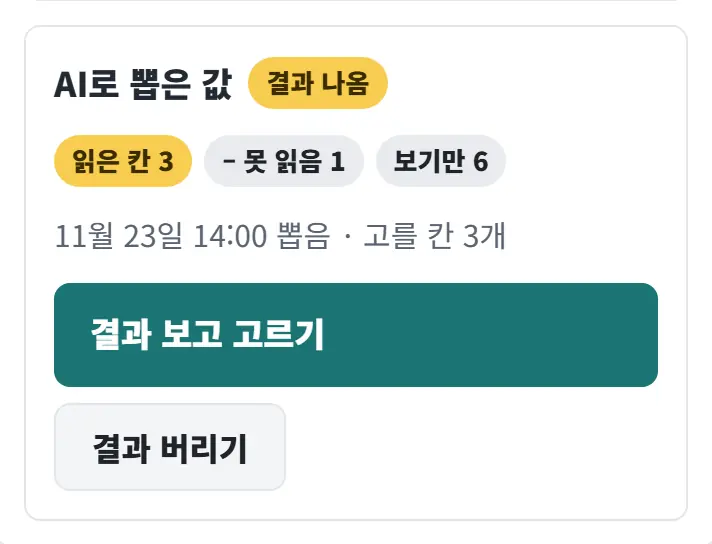 AI로 뽑은 값 결과 나옴
읽은 칸 3 – 못 읽음 1 보기만 6
11월 23일 14:00 뽑음 · 고를 칸 3개
결과 보고 고르기
결과 버리기